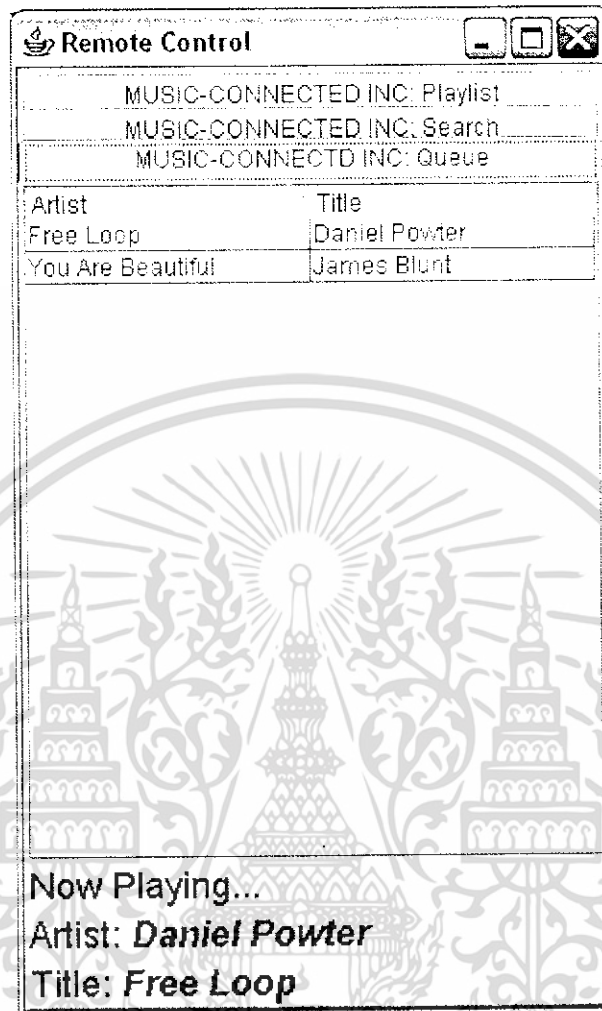 Remote Control
MUSIC-CONNECTED INC: Playlist
MUSIC-CONNECTED INC: Search
MUSIC-CONNECTD INC: Queue
Artist Title
Free Loop Daniel Powter
You Are Beautiful James Blunt
Now Playing...
Artist: Daniel Powter
Title: Free Loop